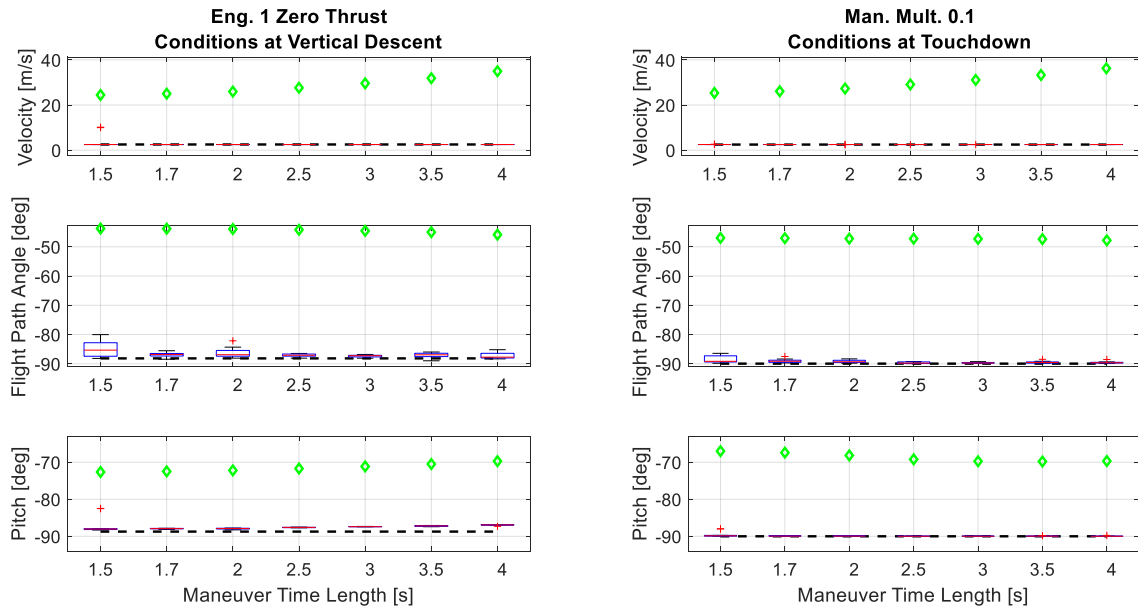 Eng. 1 Zero Thrust
Conditions at Vertical Descent
Velocity [m/s]
40
20
0
1.5 1.7 2 2.5 3 3.5 4
Flight Path Angle [deg]
-50
-60
-70
-80
-90
1.5 1.7 2 2.5 3 3.5 4
Pitch [deg]
-70
-80
-90
1.5 1.7 2 2.5 3 3.5 4
Maneuver Time Length [s]
Man. Mult. 0.1
Conditions at Touchdown
Velocity [m/s]
40
20
0
1.5 1.7 2 2.5 3 3.5 4
Flight Path Angle [deg]
-50
-60
-70
-80
-90
1.5 1.7 2 2.5 3 3.5 4
Pitch [deg]
-70
-80
-90
1.5 1.7 2 2.5 3 3.5 4
Maneuver Time Length [s]